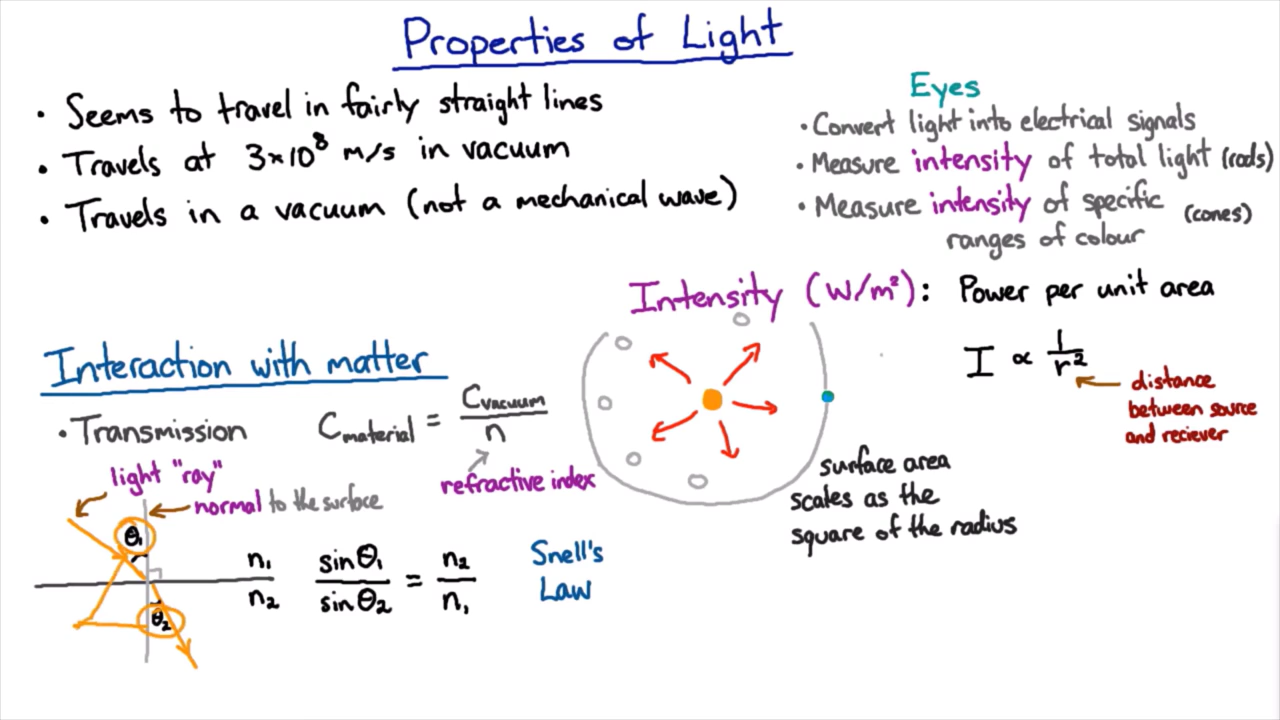 Properties of Light
• Seems to travel in fairly straight lines
• Travels at 3×10⁸ m/s in vacuum
• Travels in a vacuum (not a mechanical wave)
Eyes
• Convert light into electrical signals
• Measure intensity of total light (rods)
• Measure intensity of specific (cones)
ranges of colour
Intensity (W/m²): Power per unit area
I ∝ 1/r²
distance
between source
and reciever
surface area
scales as the
square of the radius
Interaction with matter
• Transmission
C material = C vacuum / n
refractive index
light "ray"
normal to the surface
θ₁
θ₂
n₁
n₂
sinθ₁/sinθ₂ = n₂/n₁
Snell's
Law